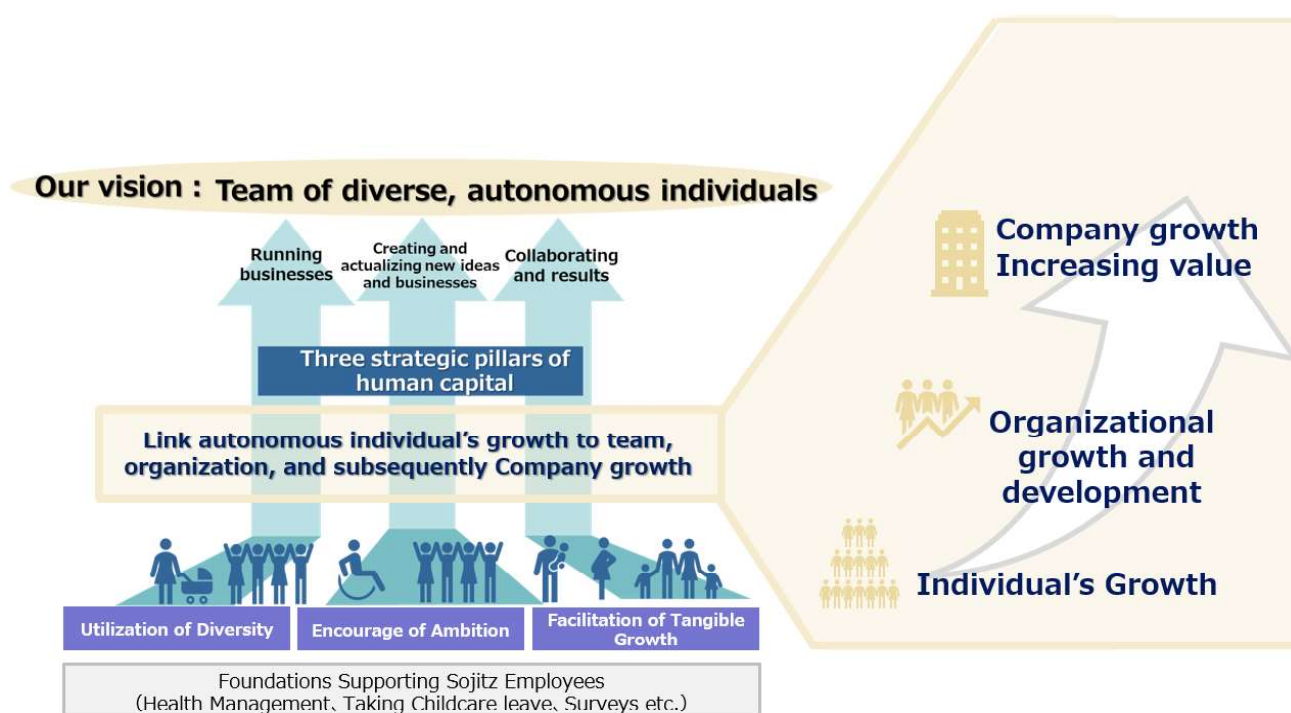 Our vision : Team of diverse, autonomous individuals
Running
businesses
Creating and
actualizing new ideas
and businesses
Collaborating
and results
Three strategic pillars of
human capital
Link autonomous individual's growth to team,
organization, and subsequently Company growth
Utilization of Diversity
Encourage of Ambition
Facilitation of Tangible
Growth
Foundations Supporting Sojitz Employees
(Health Management、Taking Childcare leave、Surveys etc.)
Company growth
Increasing value
Organizational
growth and
development
Individual's Growth